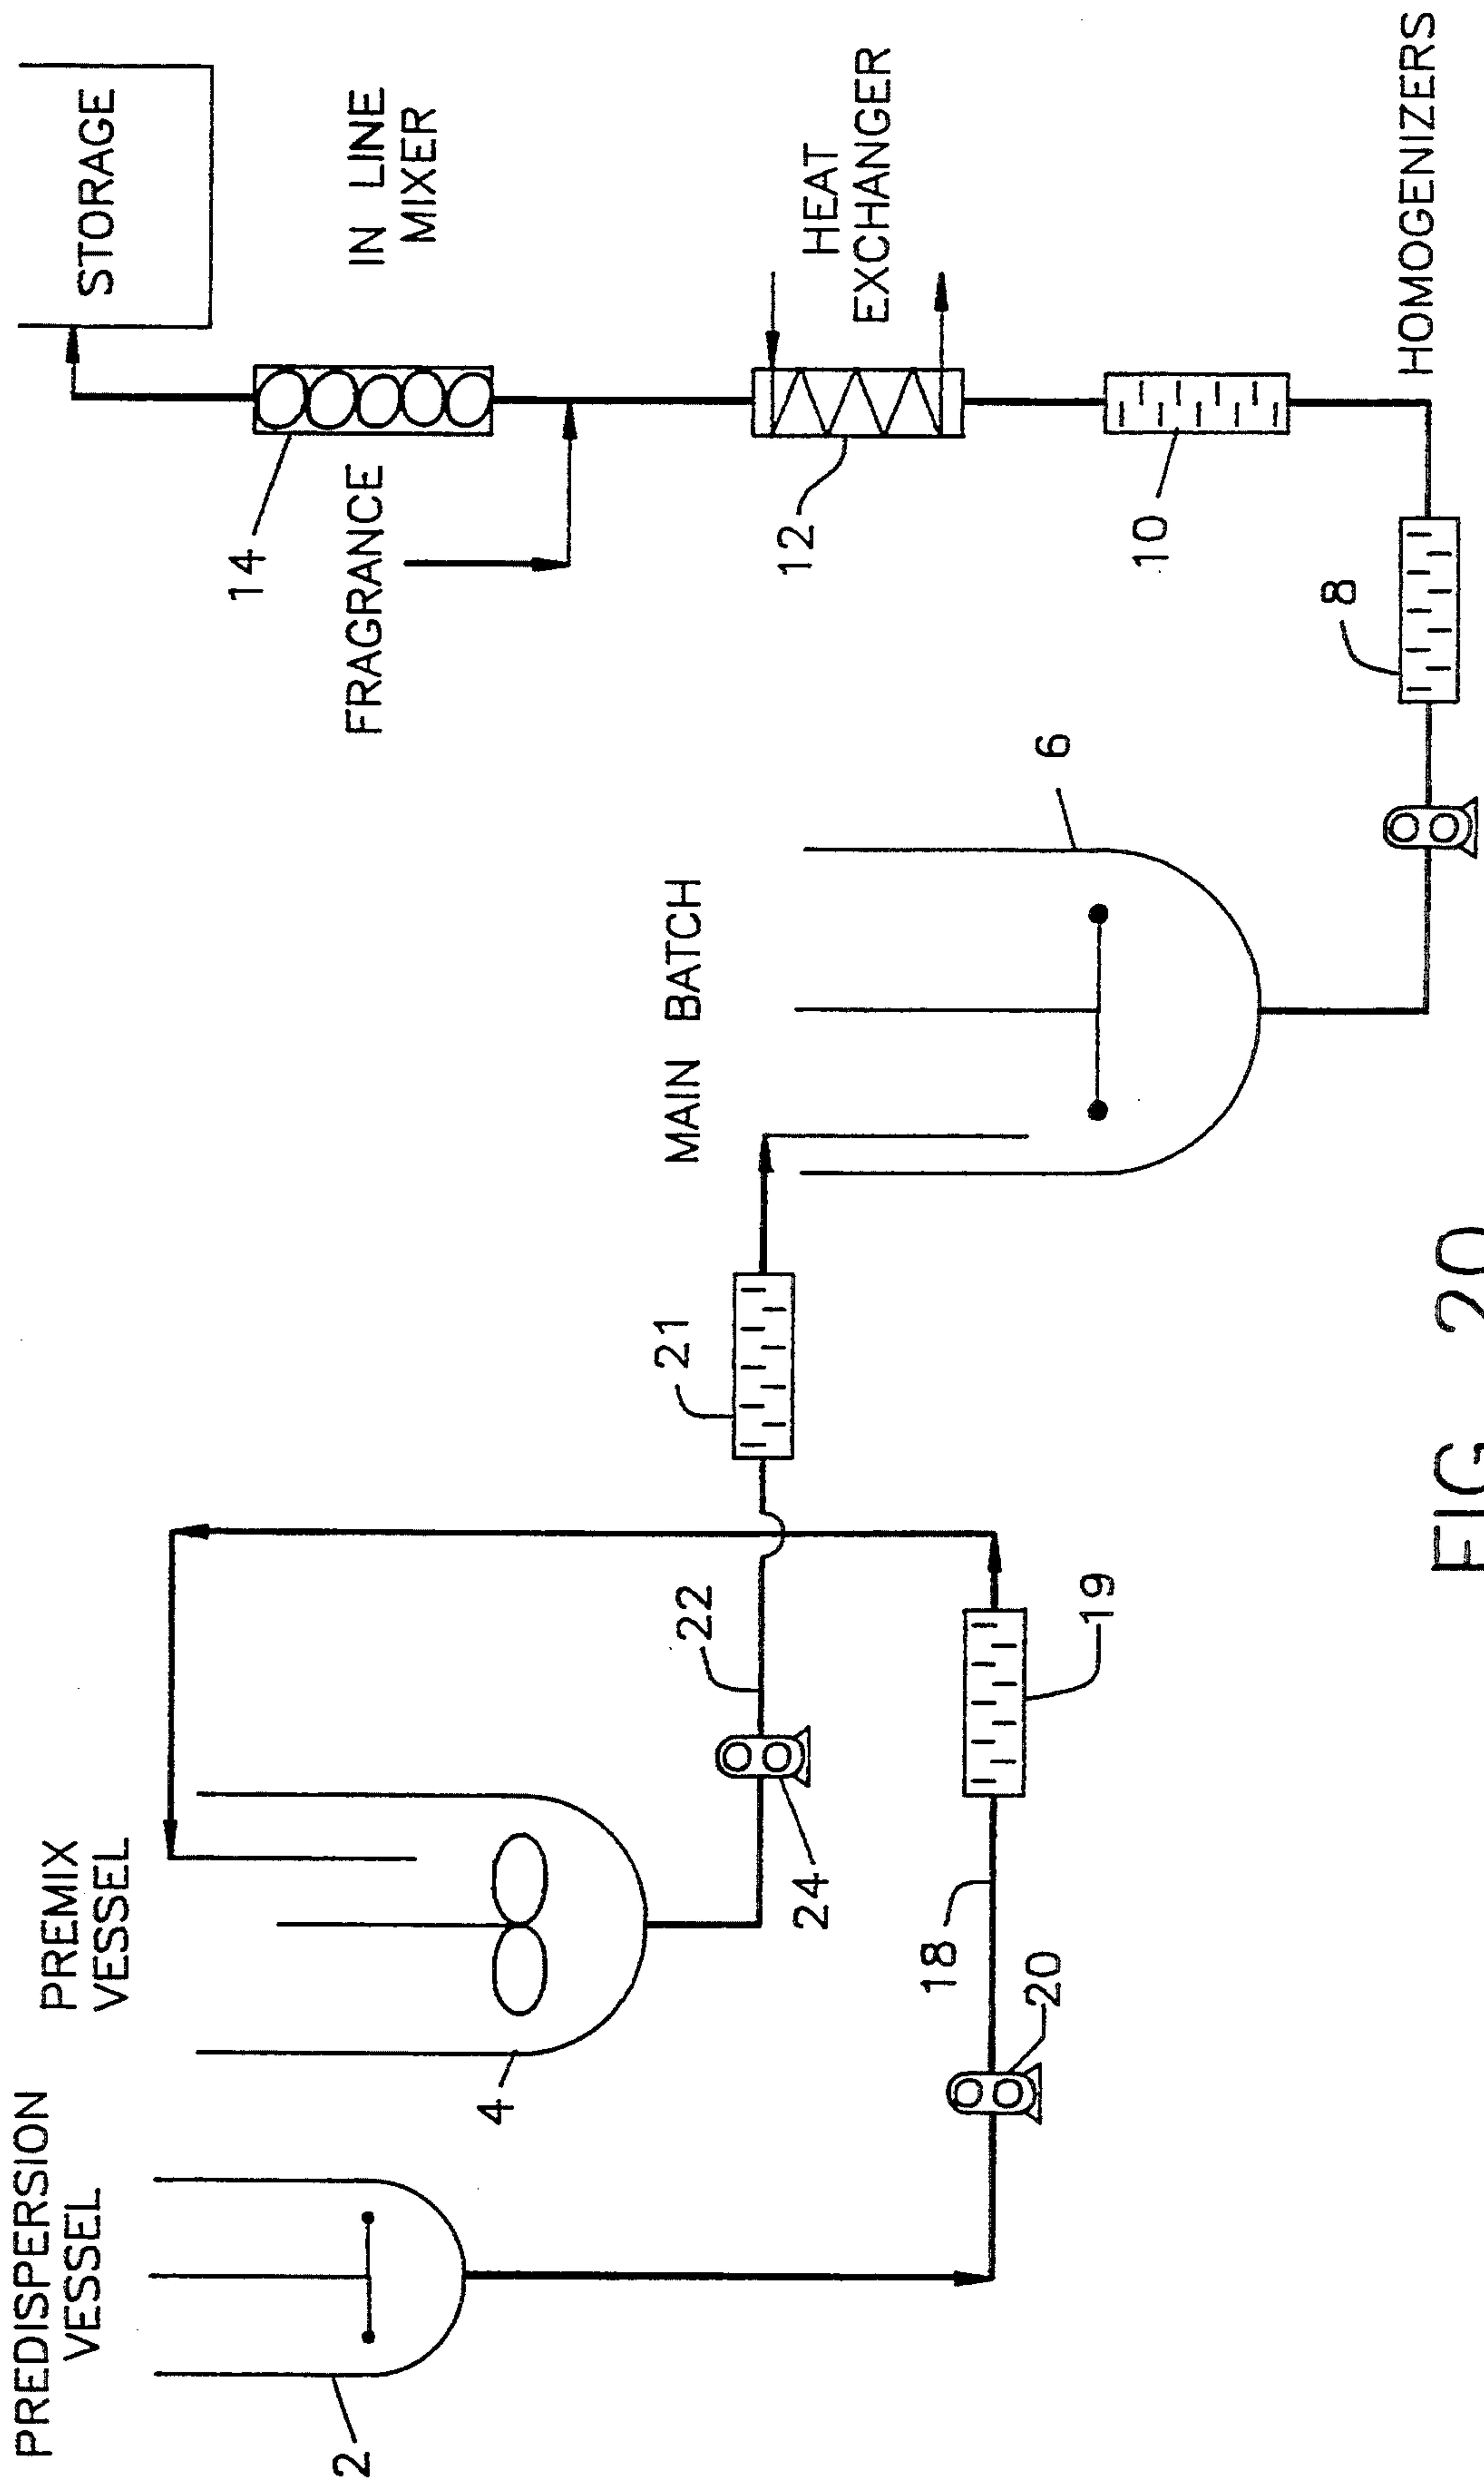 PREDISPERSION
VESSEL
PREMIX
VESSEL
MAIN BATCH
STORAGE
IN LINE
MIXER
FRAGRANCE
HEAT
EXCHANGER
HOMOGENIZERS
2
4
6
8
10
12
14
18
19
20
21
22
24
FIG 20